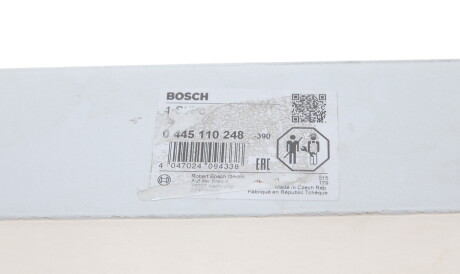 BOSCH
0 445 110 248 -390
4 047024 094338
EAC
Robert Bosch GmbH
Made in Czech Rep.
Fabriqué en République Tchèque